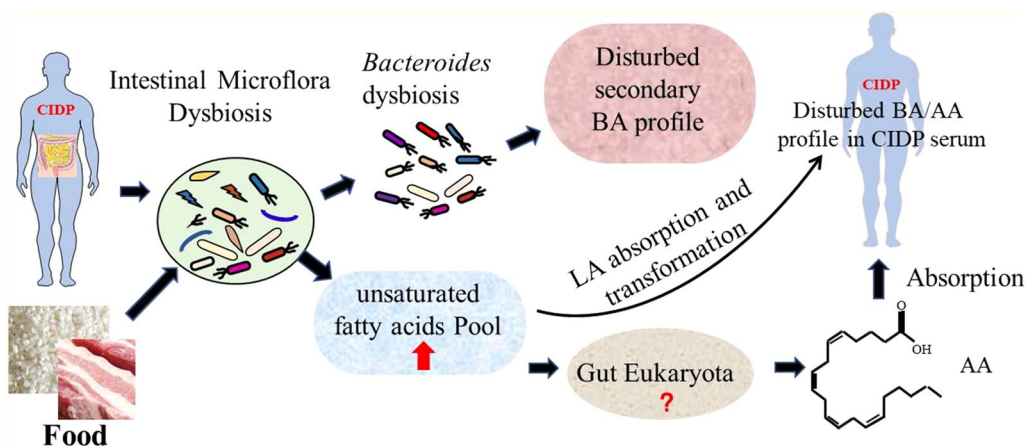 CIDP
Intestinal Microflora
Dysbiosis
Bacteroides
dysbiosis
Disturbed
secondary
BA profile
CIDP
Disturbed BA/AA
profile in CIDP serum
LA absorption and
transformation
unsaturated
fatty acids Pool
Gut Eukaryota
?
Absorption
O
OH
AA
Food